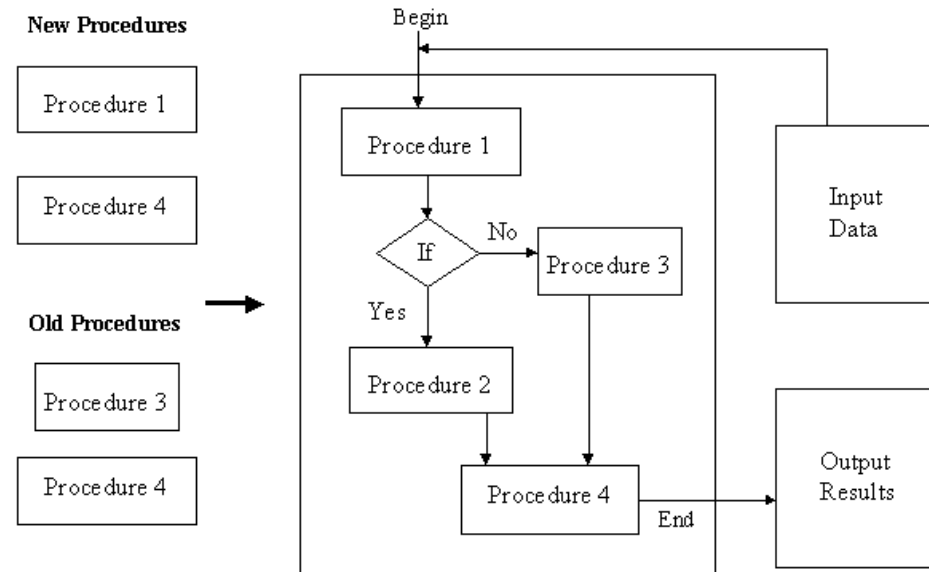 New Procedures
Procedure 1
Procedure 4
Old Procedures
Procedure 3
Procedure 4
Begin
Procedure 1
If
No
Procedure 3
Yes
Procedure 2
Procedure 4
End
Input
Data
Output
Results